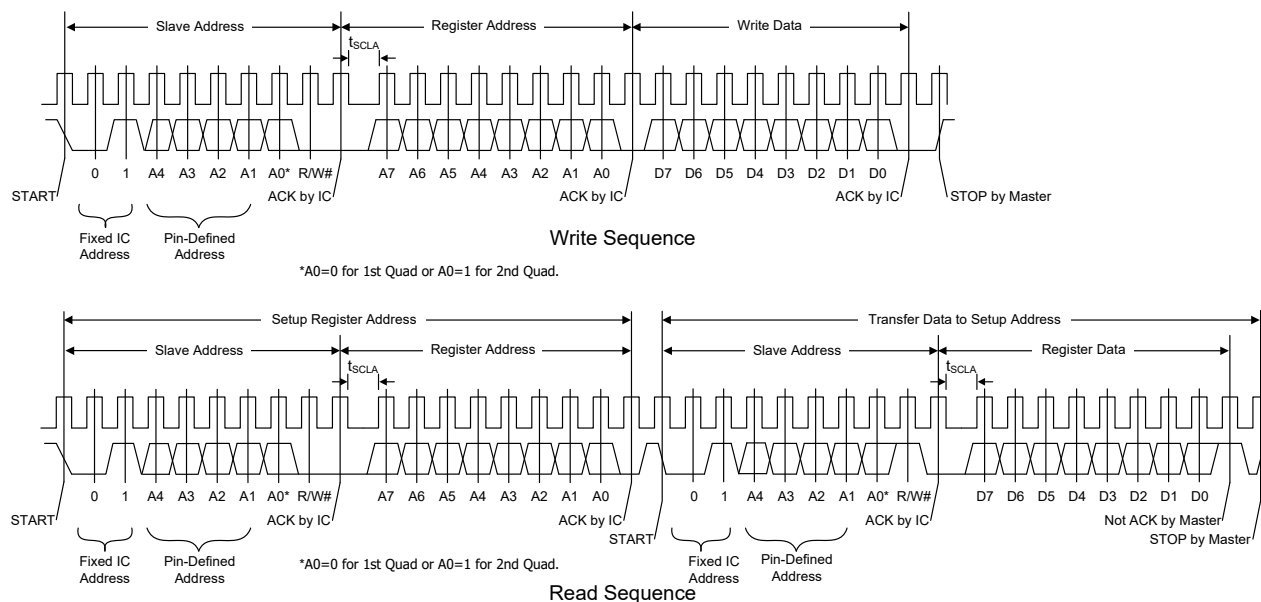 Slave Address Register Address Write Data
tSCLA
0 1 A4 A3 A2 A1 A0* R/W# A7 A6 A5 A4 A3 A2 A1 A0 D7 D6 D5 D4 D3 D2 D1 D0
START ACK by IC ACK by IC ACK by IC STOP by Master
Fixed IC Address
Pin-Defined Address
Write Sequence
*A0=0 for 1st Quad or A0=1 for 2nd Quad.
Setup Register Address Transfer Data to Setup Address
Slave Address Register Address Slave Address Register Data
tSCLA tSCLA
0 1 A4 A3 A2 A1 A0* R/W# A7 A6 A5 A4 A3 A2 A1 A0 0 1 A4 A3 A2 A1 A0* R/W# D7 D6 D5 D4 D3 D2 D1 D0
START ACK by IC ACK by IC ACK by IC Not ACK by Master
START STOP by Master
Fixed IC Address
Pin-Defined Address
*A0=0 for 1st Quad or A0=1 for 2nd Quad.
Fixed IC Address
Pin-Defined Address
Read Sequence